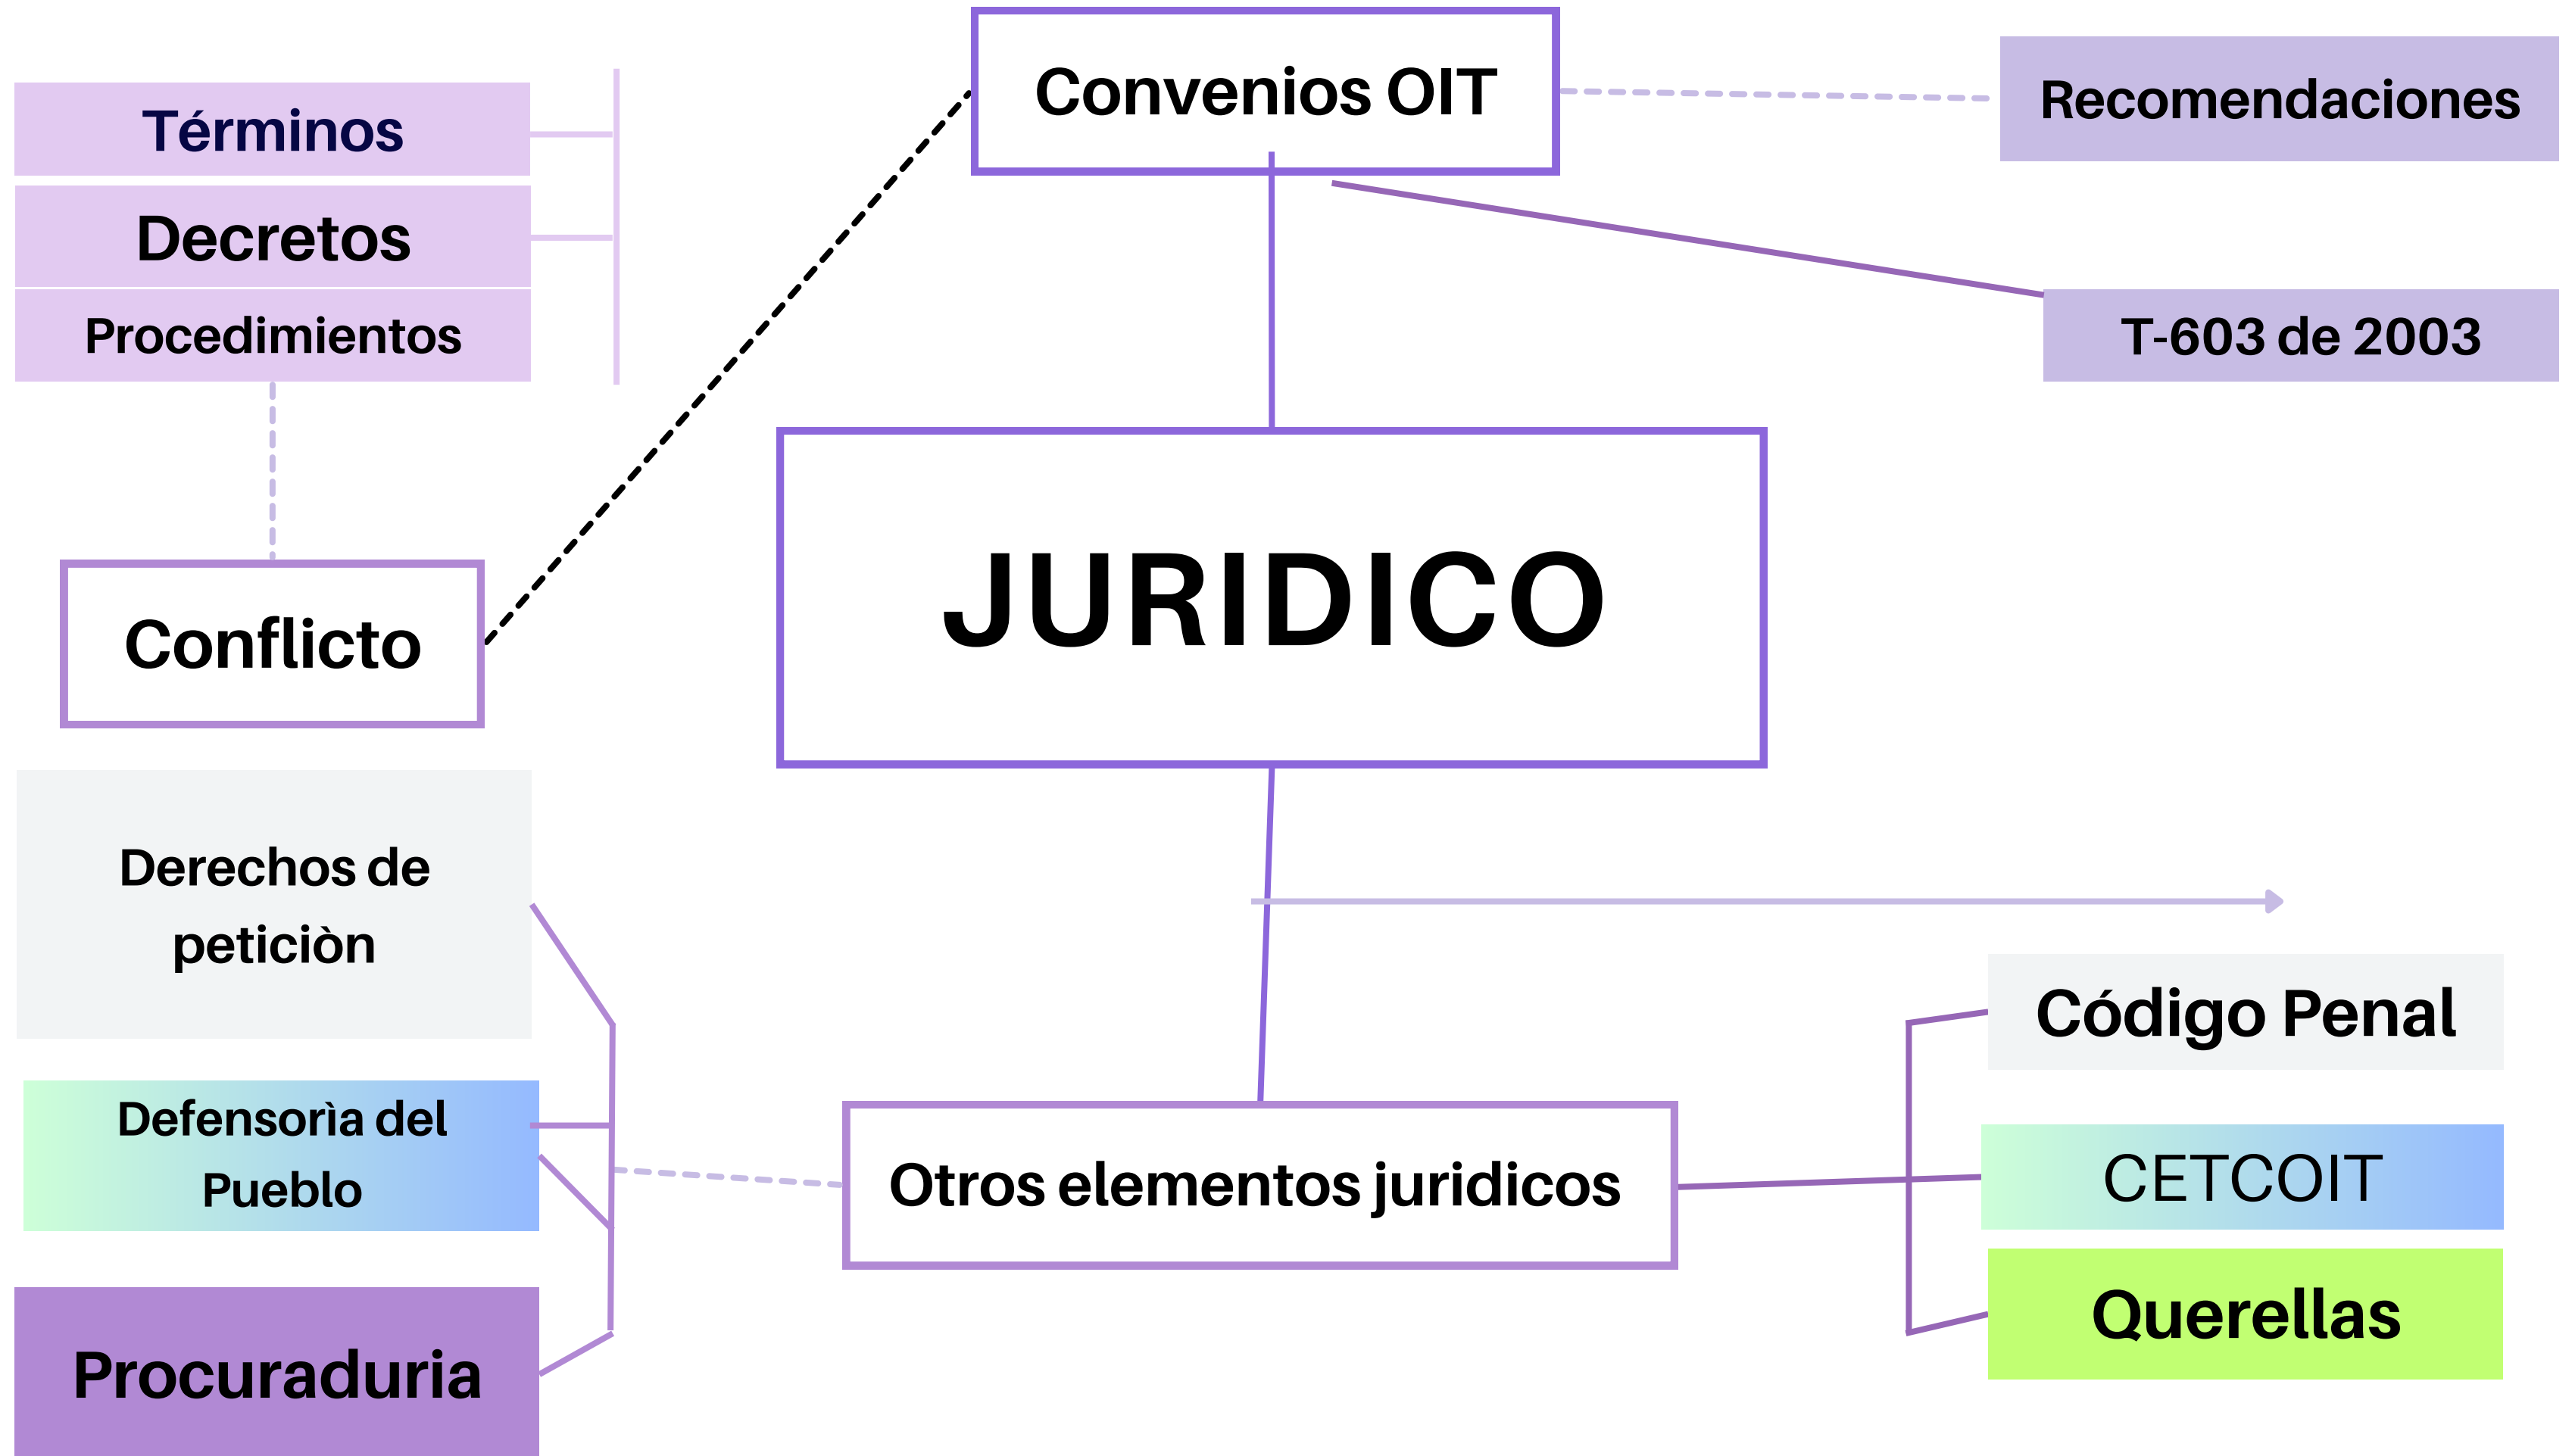 Convenios OIT
Recomendaciones
Términos
Decretos
Procedimientos
T-603 de 2003
JURIDICO
Conflicto
Derechos de
peticiòn
Defensorìa del
Pueblo
Procuraduria
Otros elementos juridicos
Código Penal
CETCOIT
Querellas